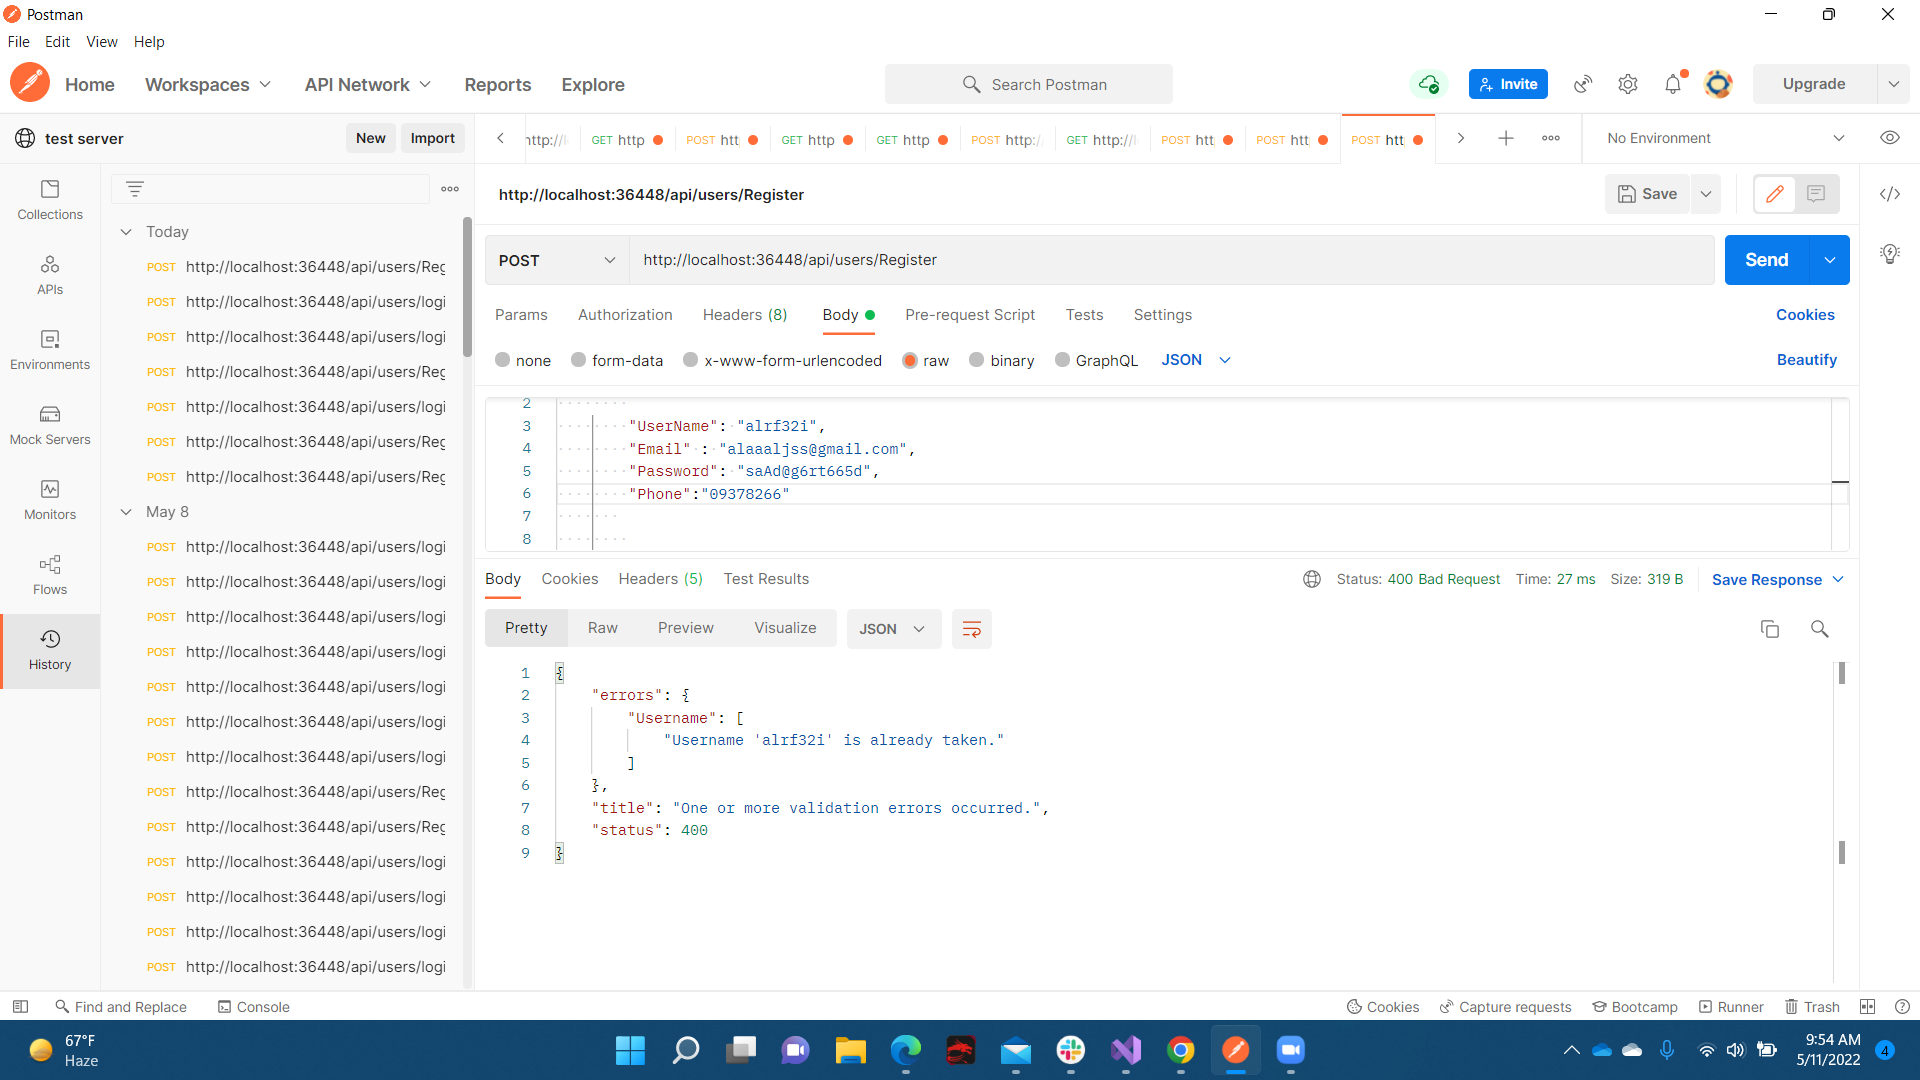 Postman
File Edit View Help
Home Workspaces API Network Reports Explore Search Postman Invite Upgrade
test server New Import
GET http POST htt GET http GET http POST http:/ GET http:// POST htt POST htt POST htt No Environment
http://localhost:36448/api/users/Register Save
POST http://localhost:36448/api/users/Register Send
Params Authorization Headers (8) Body Pre-request Script Tests Settings Cookies
none form-data x-www-form-urlencoded raw binary GraphQL JSON Beautify
2
3 "UserName": "alrf32i",
4 "Email" : "alaaaljss@gmail.com",
5 "Password": "saAd@g6rt665d",
6 "Phone":"09378266"
7
8
Body Cookies Headers (5) Test Results Status: 400 Bad Request Time: 27 ms Size: 319 B Save Response
Pretty Raw Preview Visualize JSON
1 {
2 "errors": {
3 "Username": [
4 "Username 'alrf32i' is already taken."
5 ]
6 },
7 "title": "One or more validation errors occurred.",
8 "status": 400
9 }
Collections
APIs
Environments
Mock Servers
Monitors
Flows
History
Today
POST http://localhost:36448/api/users/Reg
POST http://localhost:36448/api/users/logi
POST http://localhost:36448/api/users/logi
POST http://localhost:36448/api/users/Reg
POST http://localhost:36448/api/users/logi
POST http://localhost:36448/api/users/Reg
POST http://localhost:36448/api/users/Reg
May 8
POST http://localhost:36448/api/users/logi
POST http://localhost:36448/api/users/logi
POST http://localhost:36448/api/users/logi
POST http://localhost:36448/api/users/logi
POST http://localhost:36448/api/users/logi
POST http://localhost:36448/api/users/logi
POST http://localhost:36448/api/users/logi
POST http://localhost:36448/api/users/Reg
POST http://localhost:36448/api/users/Reg
POST http://localhost:36448/api/users/logi
POST http://localhost:36448/api/users/logi
POST http://localhost:36448/api/users/logi
POST http://localhost:36448/api/users/logi
Find and Replace Console Cookies Capture requests Bootcamp Runner Trash
67°F
Haze
9:54 AM
5/11/2022
4